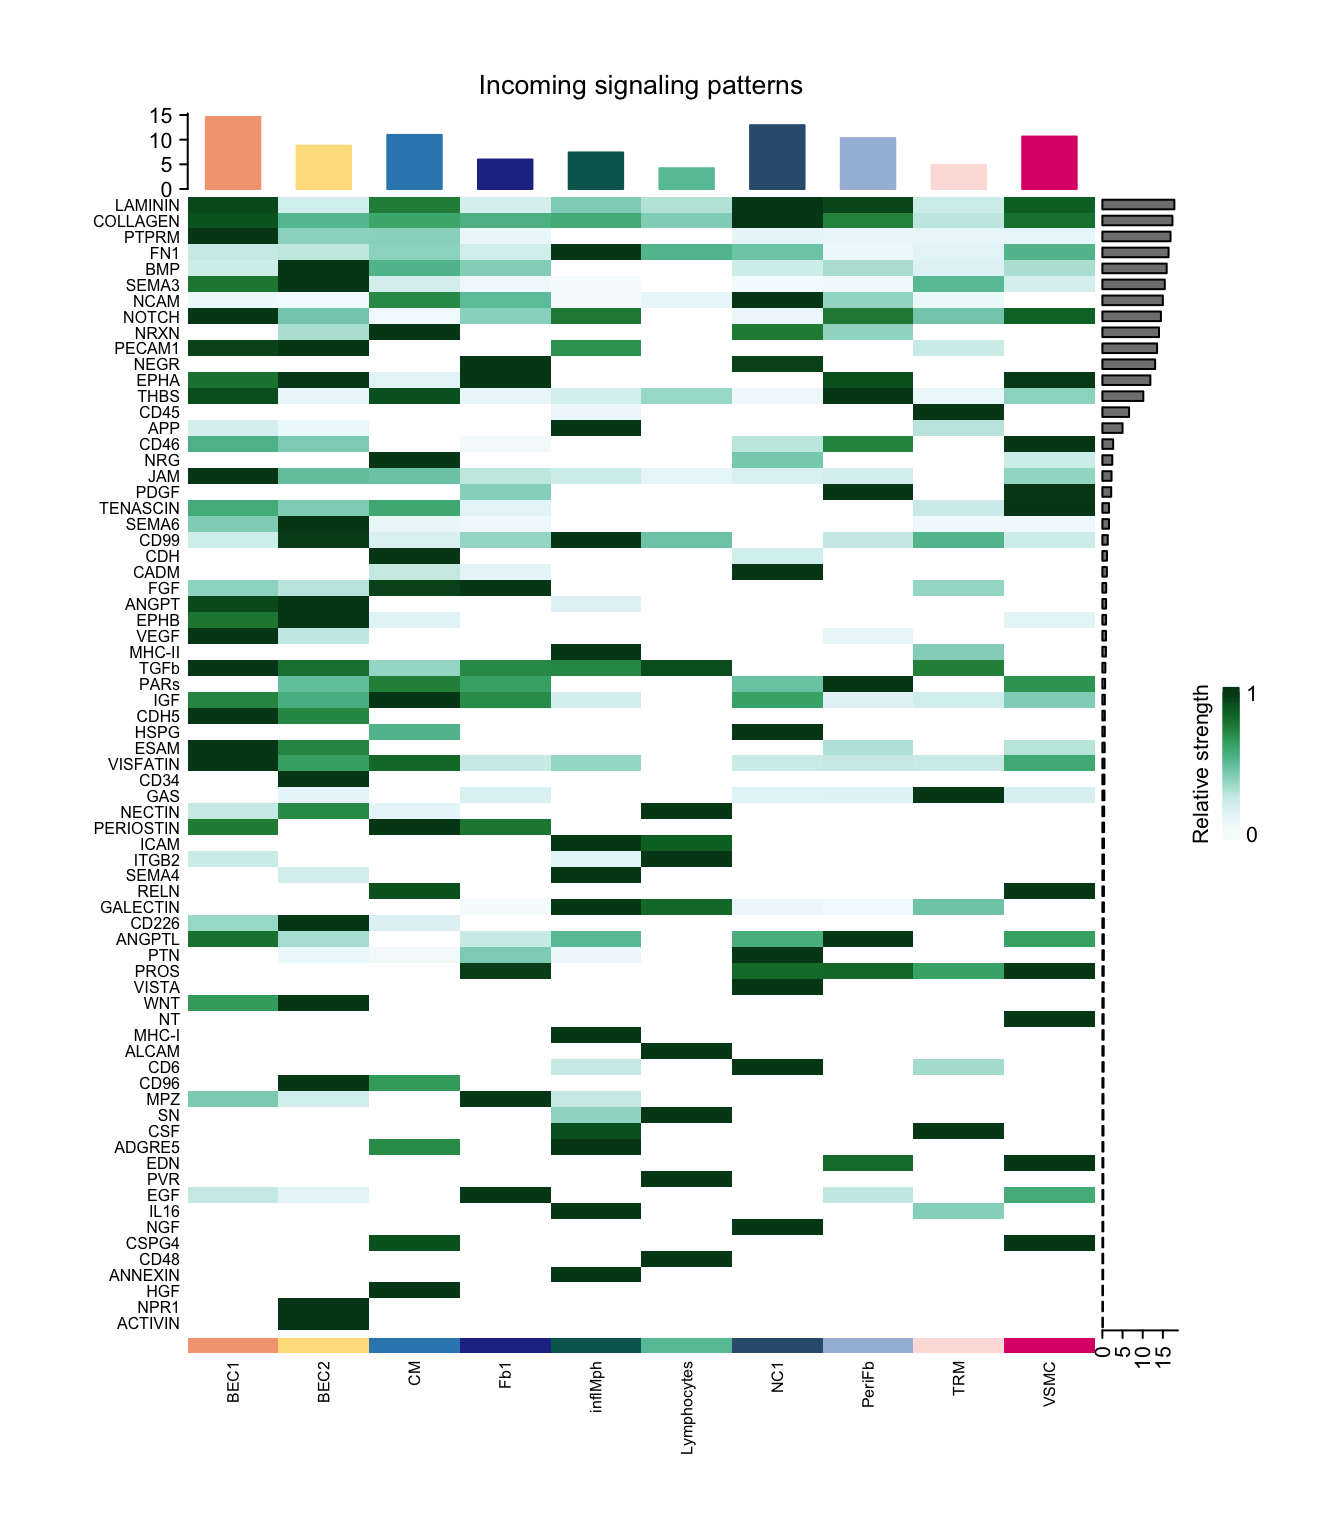 Incoming signaling patterns
15
10
5
0
LAMININ
COLLAGEN
PTPRM
FN1
BMP
SEMA3
NCAM
NOTCH
NRXN
PECAM1
NEGR
EPHA
THBS
CD45
APP
CD46
NRG
JAM
PDGF
TENASCIN
SEMA6
CD99
CDH
CADM
FGF
ANGPT
EPHB
VEGF
MHC-II
TGFb
PARs
IGF
CDH5
HSPG
ESAM
VISFATIN
CD34
GAS
NECTIN
PERIOSTIN
ICAM
ITGB2
SEMA4
RELN
GALECTIN
CD226
ANGPTL
PTN
PROS
VISTA
WNT
NT
MHC-I
ALCAM
CD6
CD96
MPZ
SN
CSF
ADGRE5
EDN
PVR
EGF
IL16
NGF
CSPG4
CD48
ANNEXIN
HGF
NPR1
ACTIVIN
BEC1
BEC2
CM
Fb1
inflMph
Lymphocytes
NC1
PeriFb
TRM
VSMC
0
5
10
15
Relative strength
1
0